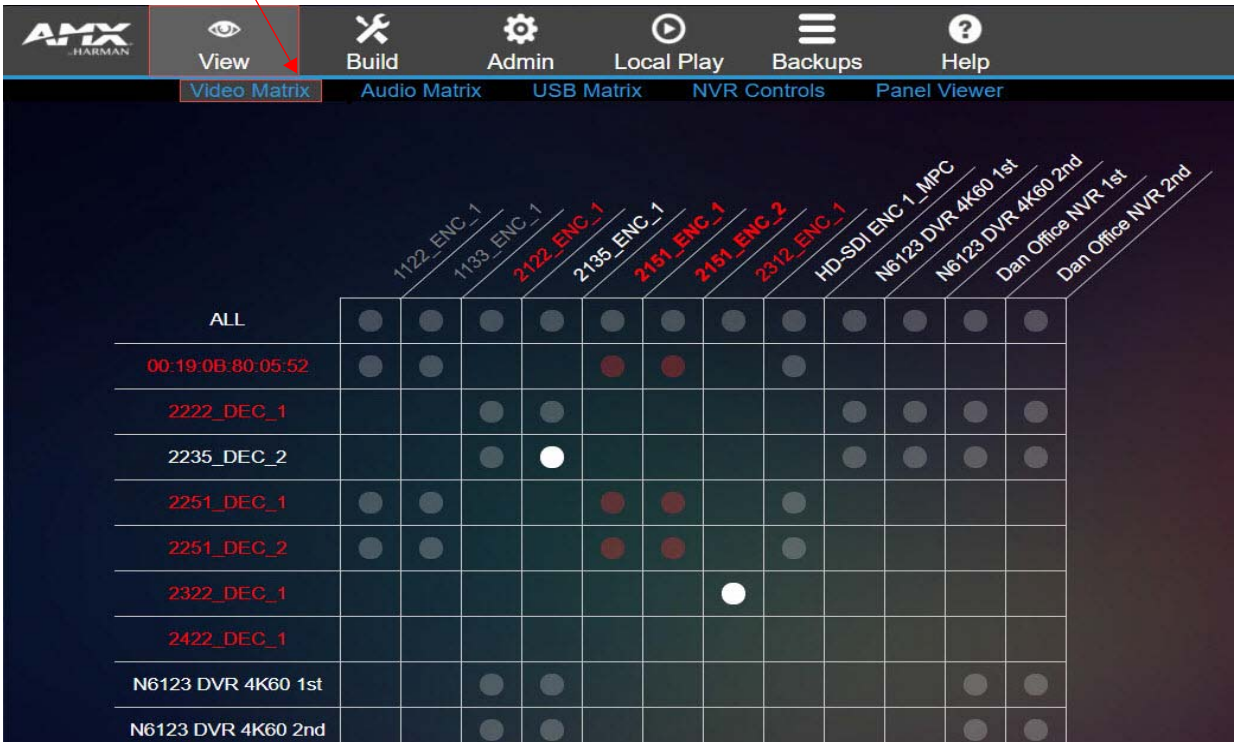 AMX
HARMAN
View Build Admin Local Play Backups Help
Video Matrix Audio Matrix USB Matrix NVR Controls Panel Viewer
1122_ENC_1
1133_ENC_1
2122_ENC_1
2135_ENC_1
2151_ENC_1
2151_ENC_2
2312_ENC_1
HD-SDI ENC 1_MPC
N6123 DVR 4K60 1st
N6123 DVR 4K60 2nd
Dan Office NVR 1st
Dan Office NVR 2nd
ALL
00:19:0B:80:05:52
2222_DEC_1
2235_DEC_2
2251_DEC_1
2251_DEC_2
2322_DEC_1
2422_DEC_1
N6123 DVR 4K60 1st
N6123 DVR 4K60 2nd